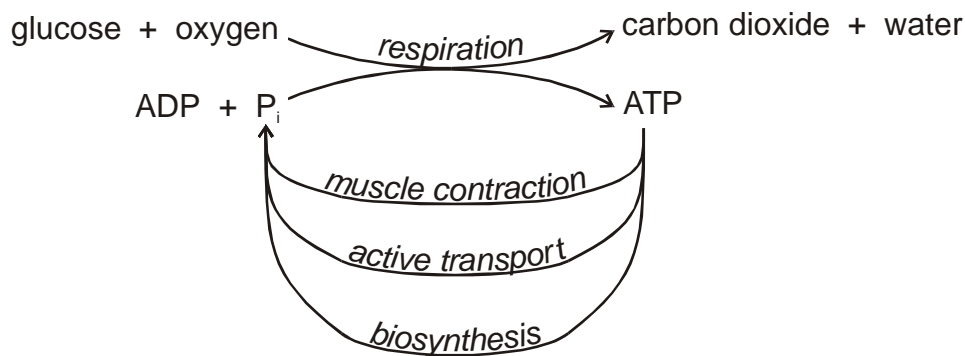 glucose + oxygen
respiration
carbon dioxide + water
ADP + Pi
ATP
muscle contraction
active transport
biosynthesis